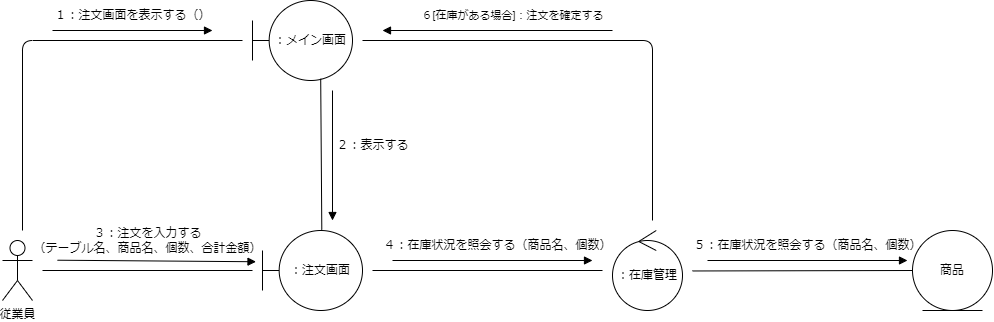 1：注文画面を表示する（）
6[在庫がある場合]：注文を確定する
：メイン画面
2：表示する
3：注文を入力する
（テーブル名、商品名、個数、合計金額）
4：在庫状況を照会する（商品名、個数）
5：在庫状況を照会する（商品名、個数）
：注文画面
：在庫管理
商品
従業員